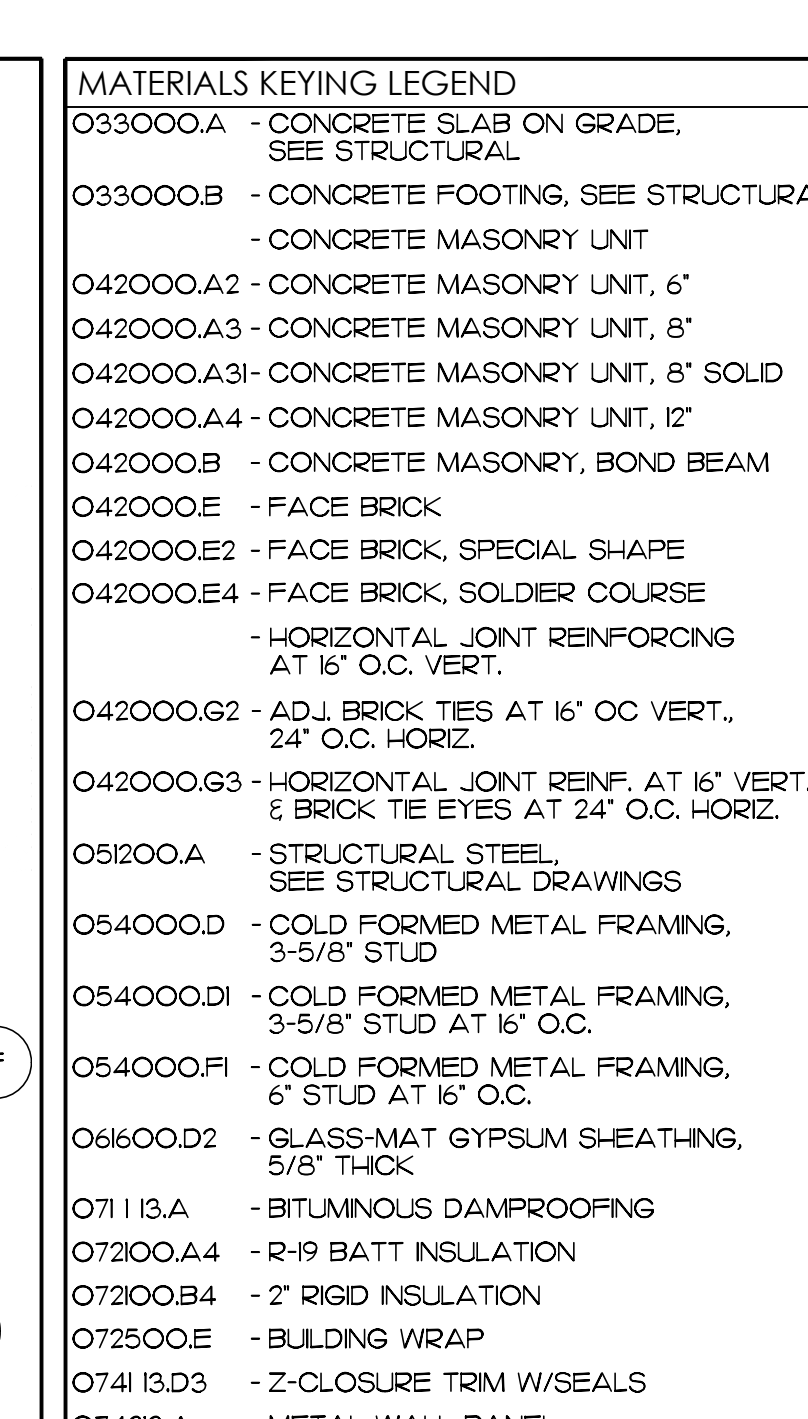 MATERIALS KEYING LEGEND
033000.A - CONCRETE SLAB ON GRADE,
SEE STRUCTURAL
033000.B - CONCRETE FOOTING, SEE STRUCTURA
- CONCRETE MASONRY UNIT
042000.A2 - CONCRETE MASONRY UNIT, 6"
042000.A3 - CONCRETE MASONRY UNIT, 8"
042000.A31- CONCRETE MASONRY UNIT, 8" SOLID
042000.A4 - CONCRETE MASONRY UNIT, 12"
042000.B - CONCRETE MASONRY, BOND BEAM
042000.E - FACE BRICK
042000.E2 - FACE BRICK, SPECIAL SHAPE
042000.E4 - FACE BRICK, SOLDIER COURSE
- HORIZONTAL JOINT REINFORCING
AT 16" O.C. VERT.
042000.G2 - ADJ. BRICK TIES AT 16" OC VERT.,
24" O.C. HORIZ.
042000.G3 - HORIZONTAL JOINT REINF. AT 16" VERT.
& BRICK TIE EYES AT 24" O.C. HORIZ.
051200.A - STRUCTURAL STEEL,
SEE STRUCTURAL DRAWINGS
054000.D - COLD FORMED METAL FRAMING,
3-5/8" STUD
054000.D1 - COLD FORMED METAL FRAMING,
3-5/8" STUD AT 16" O.C.
054000.F1 - COLD FORMED METAL FRAMING,
6" STUD AT 16" O.C.
061600.D2 - GLASS-MAT GYPSUM SHEATHING,
5/8" THICK
071113.A - BITUMINOUS DAMPROOFING
072100.A4 - R-19 BATT INSULATION
072100.B4 - 2" RIGID INSULATION
072500.E - BUILDING WRAP
074113.D3 - Z-CLOSURE TRIM W/SEALS
- METAL WALL PANEL